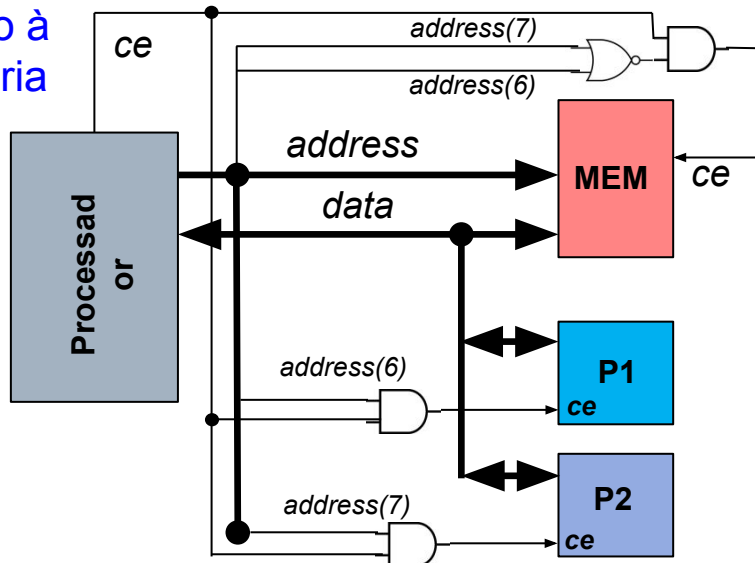 o à
ria
ce
address(7)
address(6)
address
data
MEM
ce
Processad
or
address(6)
P1
ce
address(7)
P2
ce